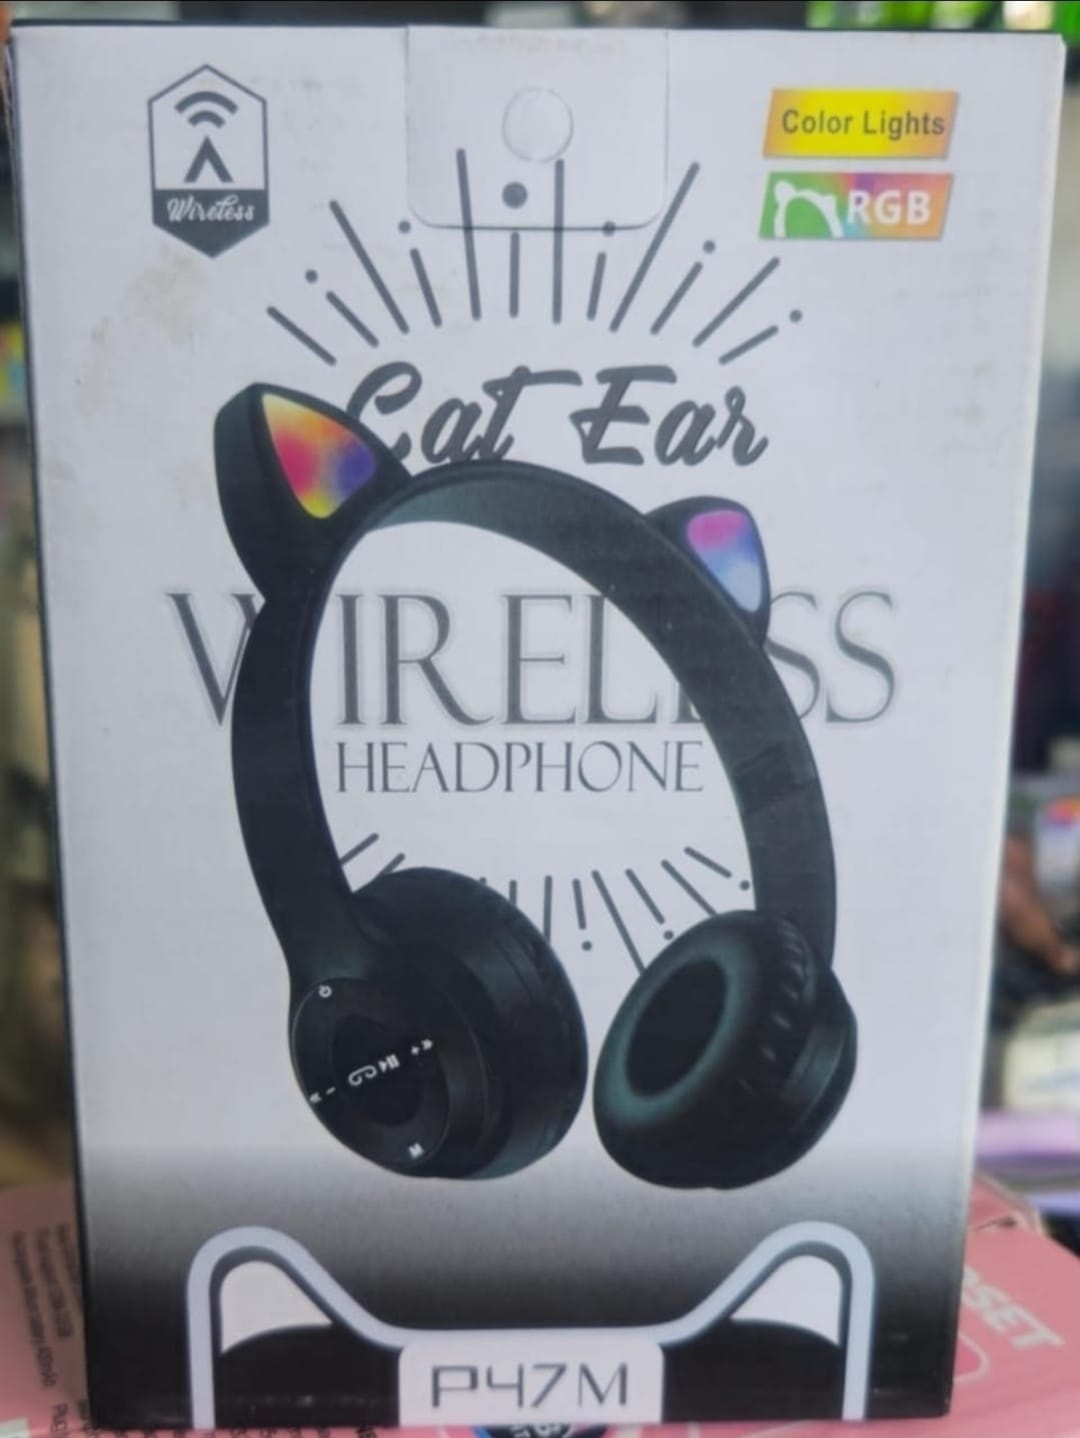 Wireless
Color Lights
RGB
Cat Ear
WIRELESS
HEADPHONE
M
P47M